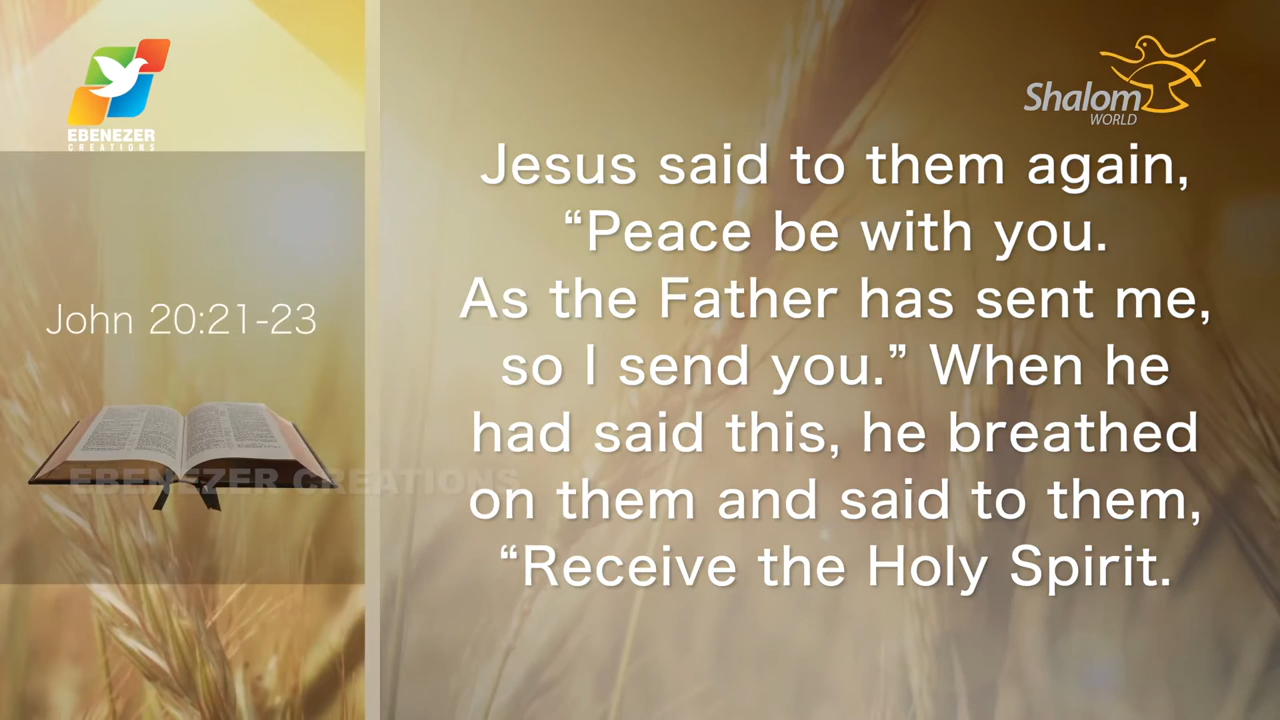 EBENEZER
CREATIONS
Shalom
WORLD
John 20:21-23
Jesus said to them again,
“Peace be with you.
As the Father has sent me,
so I send you.” When he
had said this, he breathed
on them and said to them,
“Receive the Holy Spirit.
EBENEZER CREATIONS